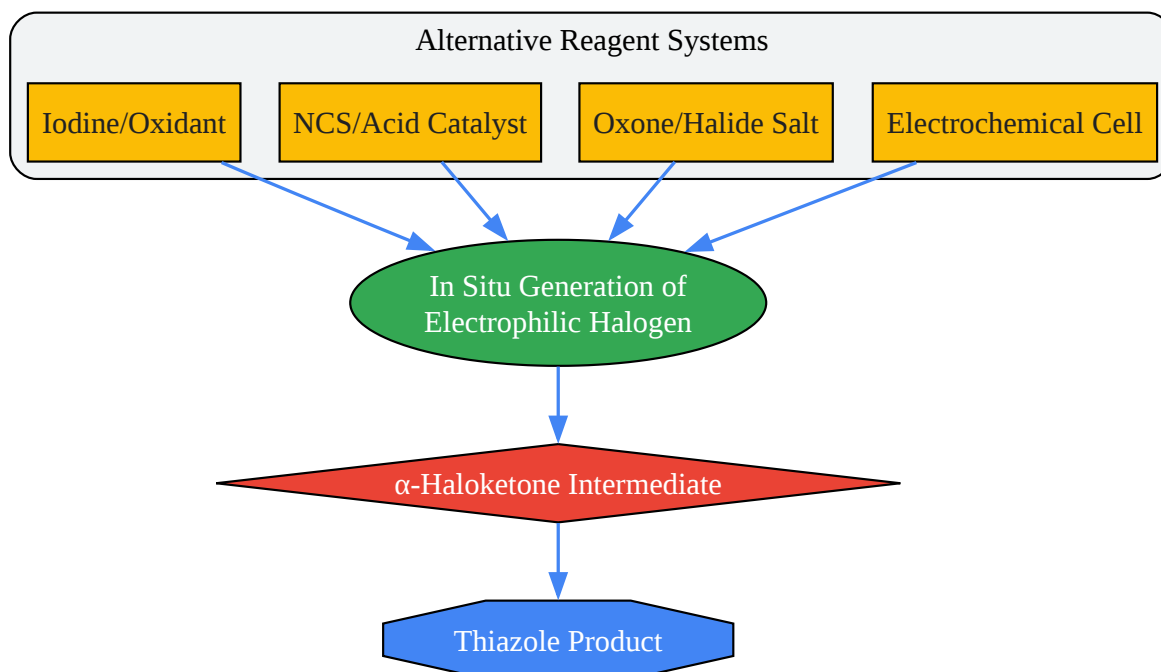 Alternative Reagent Systems
Iodine/Oxidant
NCS/Acid Catalyst
Oxone/Halide Salt
Electrochemical Cell
In Situ Generation of
Electrophilic Halogen
α-Haloketone Intermediate
Thiazole Product